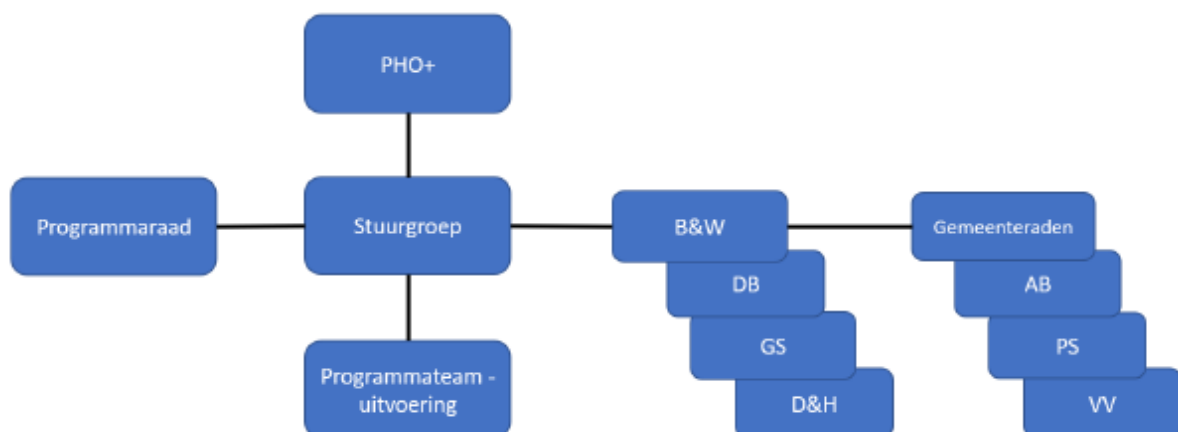 PHO+
Programmaraad
Stuurgroep
B&W
Gemeenteraden
DB
AB
GS
PS
Programmateam -
uitvoering
D&H
VV